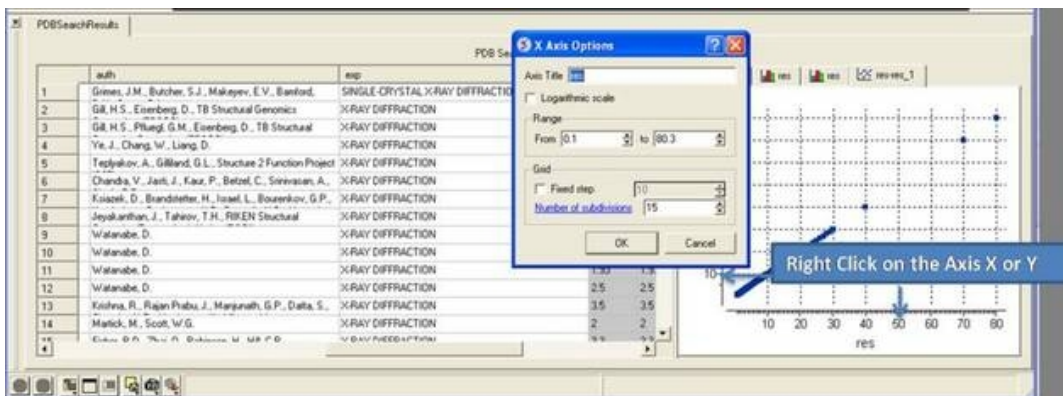 PDBSearchResults
PDB Se
X Axis Options
Axis Title res
Logarithmic scale
Range
From 0.1 to 80.3
Grid
Fixed step 10
Number of subdivisions 15
OK Cancel
res res res-res_1
auth exp
1 Grimes, J.M., Butcher, S.J., Makeyev, E.V., Bamford, SINGLE-CRYSTAL X-RAY DIFFRACTIO
2 Gill, H.S., Eisenberg, D., TB Structural Genomics X-RAY DIFFRACTION
3 Gill, H.S., Pfluegl, G.M., Eisenberg, D., TB Structural X-RAY DIFFRACTION
4 Ye, J., Chang, W., Liang, D. X-RAY DIFFRACTION
5 Teplyakov, A., Gilliland, G.L., Structure 2 Function Project X-RAY DIFFRACTION
6 Chandra, V., Jasti, J., Kaur, P., Betzel, C., Srinivasan, A., X-RAY DIFFRACTION
7 Ksiazek, D., Brandstetter, H., Israel, L., Bourenkov, G.P., X-RAY DIFFRACTION
8 Jeyakanthan, J., Tahirov, T.H., RIKEN Structural X-RAY DIFFRACTION
9 Watanabe, D. X-RAY DIFFRACTION
10 Watanabe, D. X-RAY DIFFRACTION
11 Watanabe, D. X-RAY DIFFRACTION
12 Watanabe, D. X-RAY DIFFRACTION 2.5 2.5
13 Krishna, R., Rajan Prabu, J., Manjunath, G.P., Datta, S., X-RAY DIFFRACTION 3.5 3.5
14 Martick, M., Scott, W.G. X-RAY DIFFRACTION 2 2
Right Click on the Axis X or Y
10
10 20 30 40 50 60 70 80
res